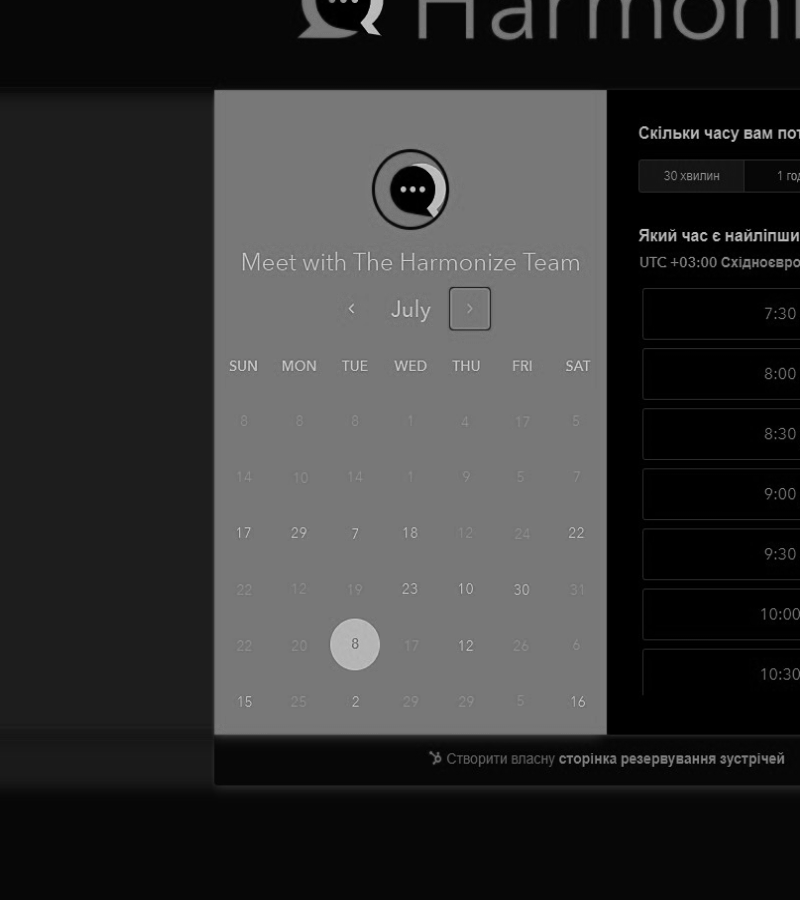 Harmoni
Meet with The Harmonize Team
July
SUN MON TUE WED THU FRI SAT
8 8 8 1 4 17 5
14 10 14 1 9 5 7
17 29 7 18 12 24 22
22 12 19 23 10 30 31
22 20 8 17 12 26 6
15 25 2 29 29 5 16
Скільки часу вам пот
30 хвилин 1 год
Який час є найліпши
UTC +03:00 Східноєвро
7:30
8:00
8:30
9:00
9:30
10:00
10:30
Створити власну сторінка резервування зустрічей